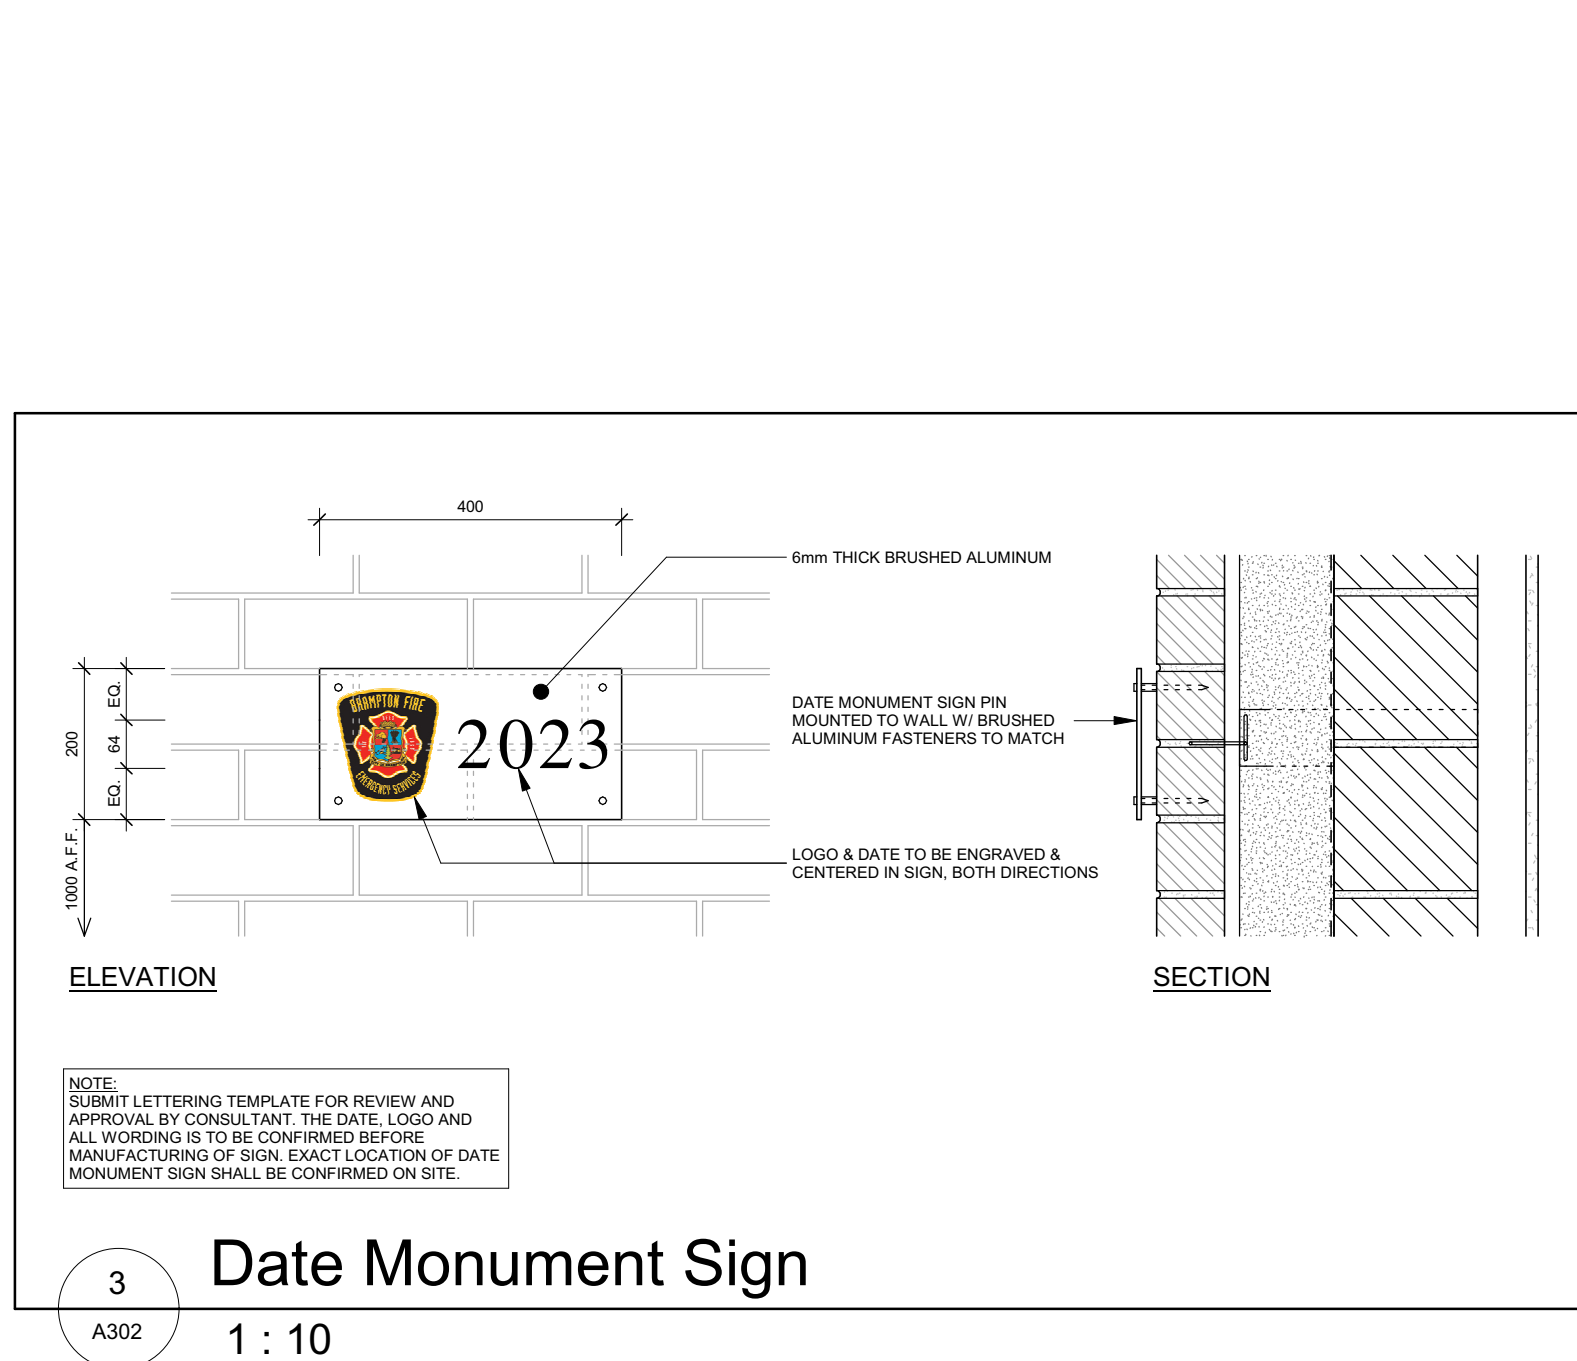 400
6mm THICK BRUSHED ALUMINUM
EQ.
64
EQ.
200
1000 A.F.F.
BRAMPTON FIRE
EMERGENCY SERVICES
2023
DATE MONUMENT SIGN PIN
MOUNTED TO WALL W/ BRUSHED
ALUMINUM FASTENERS TO MATCH
LOGO & DATE TO BE ENGRAVED &
CENTERED IN SIGN, BOTH DIRECTIONS
ELEVATION
SECTION
NOTE:
SUBMIT LETTERING TEMPLATE FOR REVIEW AND
APPROVAL BY CONSULTANT. THE DATE, LOGO AND
ALL WORDING IS TO BE CONFIRMED BEFORE
MANUFACTURING OF SIGN. EXACT LOCATION OF DATE
MONUMENT SIGN SHALL BE CONFIRMED ON SITE.
3
A302
Date Monument Sign
1 : 10